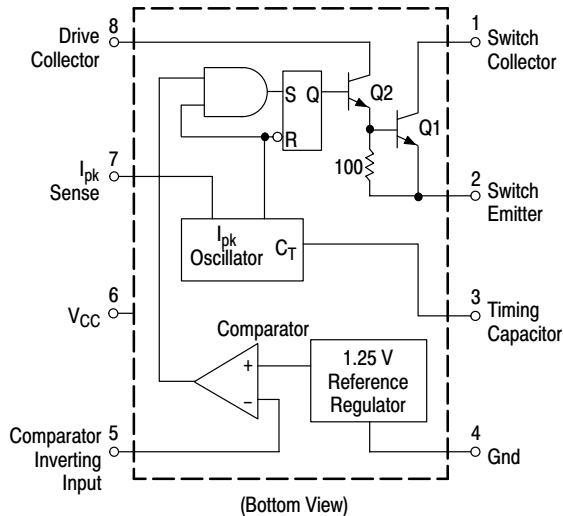 8
Drive
Collector
1
Switch
Collector
S
Q
Q2
R
Q1
100
7
Ipk
Sense
2
Switch
Emitter
Ipk
Oscillator
CT
6
VCC
3
Timing
Capacitor
Comparator
+
−
1.25 V
Reference
Regulator
5
Comparator
Inverting
Input
4
Gnd
(Bottom View)